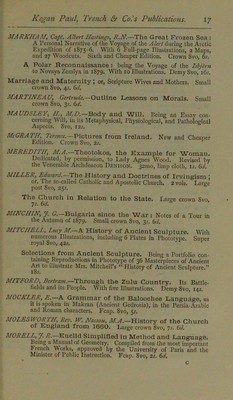 Kegan Paul, Trench & Co.'s Publications. 17
MARKHAM, Capt. Albert Hastings, R.N.—The Great Frozen Sea:
A Personal Narrative of the Voyage of the Alert during the Arctic
Expedition of 1875-6. With 6 Full-page Illustrations, 2 Maps,
and 27 Woodcuts. Sixth and Cheaper Edition. Crown 8vo, 6s.
A Polar Reconnaissance: being the Voyage of the Isbjörn
to Novaya Zemlya in 1879. With 10 Illustrations. Demy 8vo, 16s.
Marriage and Maternity; or, Scripture Wives and Mothers. Small
crown 8vo, 4s. 6d.
MARTINEAU, Gertrude.—Outline Lessons on Morals. Small
crown 8vo, 3s. 6d.
MAUDSLEY, H., M.D.—Body and Will. Being an Essay con-
cerning Will, in its Metaphysical, Physiological, and Pathological
Aspects. 8vo, 12s.
McGRATH, Terence.—Pictures from Ireland. New and Cheaper
Edition. Crown 8vo, 2s.
MEREDITH, M.A.—Theotokos, the Example for Woman.
Dedicated, by permission, to Lady Agnes Wood. Revised by
the Venerable Archdeacon DENISON. 32mo, limp cloth, 1s. 6d.
MILLER, Edward.—The History and Doctrines of Irvingism;
or, The so-called Catholic and Apostolic Church. 2 vols. Large
post 8vo, 25s.
The Church in Relation to the State. Large crown 8vo,
7s. 6d.
MINCHIN, J. G.—Bulgaria since the War: Notes of a Tour in
the Autumn of 1879. Small crown 8vo, 3s. 6d.
MITCHELL, Lucy M.—A History of Ancient Sculpture. With
numerous Illustrations, including 6 Plates in Phototype. Super
royal 8vo, 42s.
Selections from Ancient Sculpture. Being a Portfolio con-
taining Reproductions in Phototype of 36 Masterpieces of Ancient
Art to illustrate Mrs. Mitchell's "History of Ancient Sculpture."
18s.
MITFORD, Bertram.—Through the Zulu Country. Its Battle-
fields and its People. With five Illustrations. Demy 8vo, 14s.
MOCKLER, E.—A Grammar of the Baloochee Language, as
it is spoken in Makran (Ancient Gedrosia), in the Persia-Arabic
and Roman characters. Fcap. 8vo, 5s.
MOLESWORTH, Rev. W. Nassau, M.A.—History of the Church
of England from 1660. Large crown 8vo, 7s. 6d.
MORELL, J. R.—Euclid Simplified in Method and Language.
Being a Manual of Geometry. Compiled from the most important
French Works, approved by the University of Paris and the
Minister of Public Instruction. Fcap. 8vo, 2s. 6d.
C